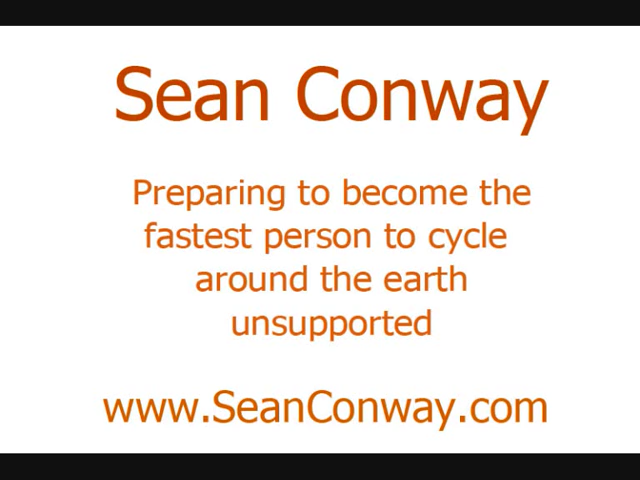 Sean Conway
Preparing to become the
fastest person to cycle
around the earth
unsupported
www.SeanConway.com